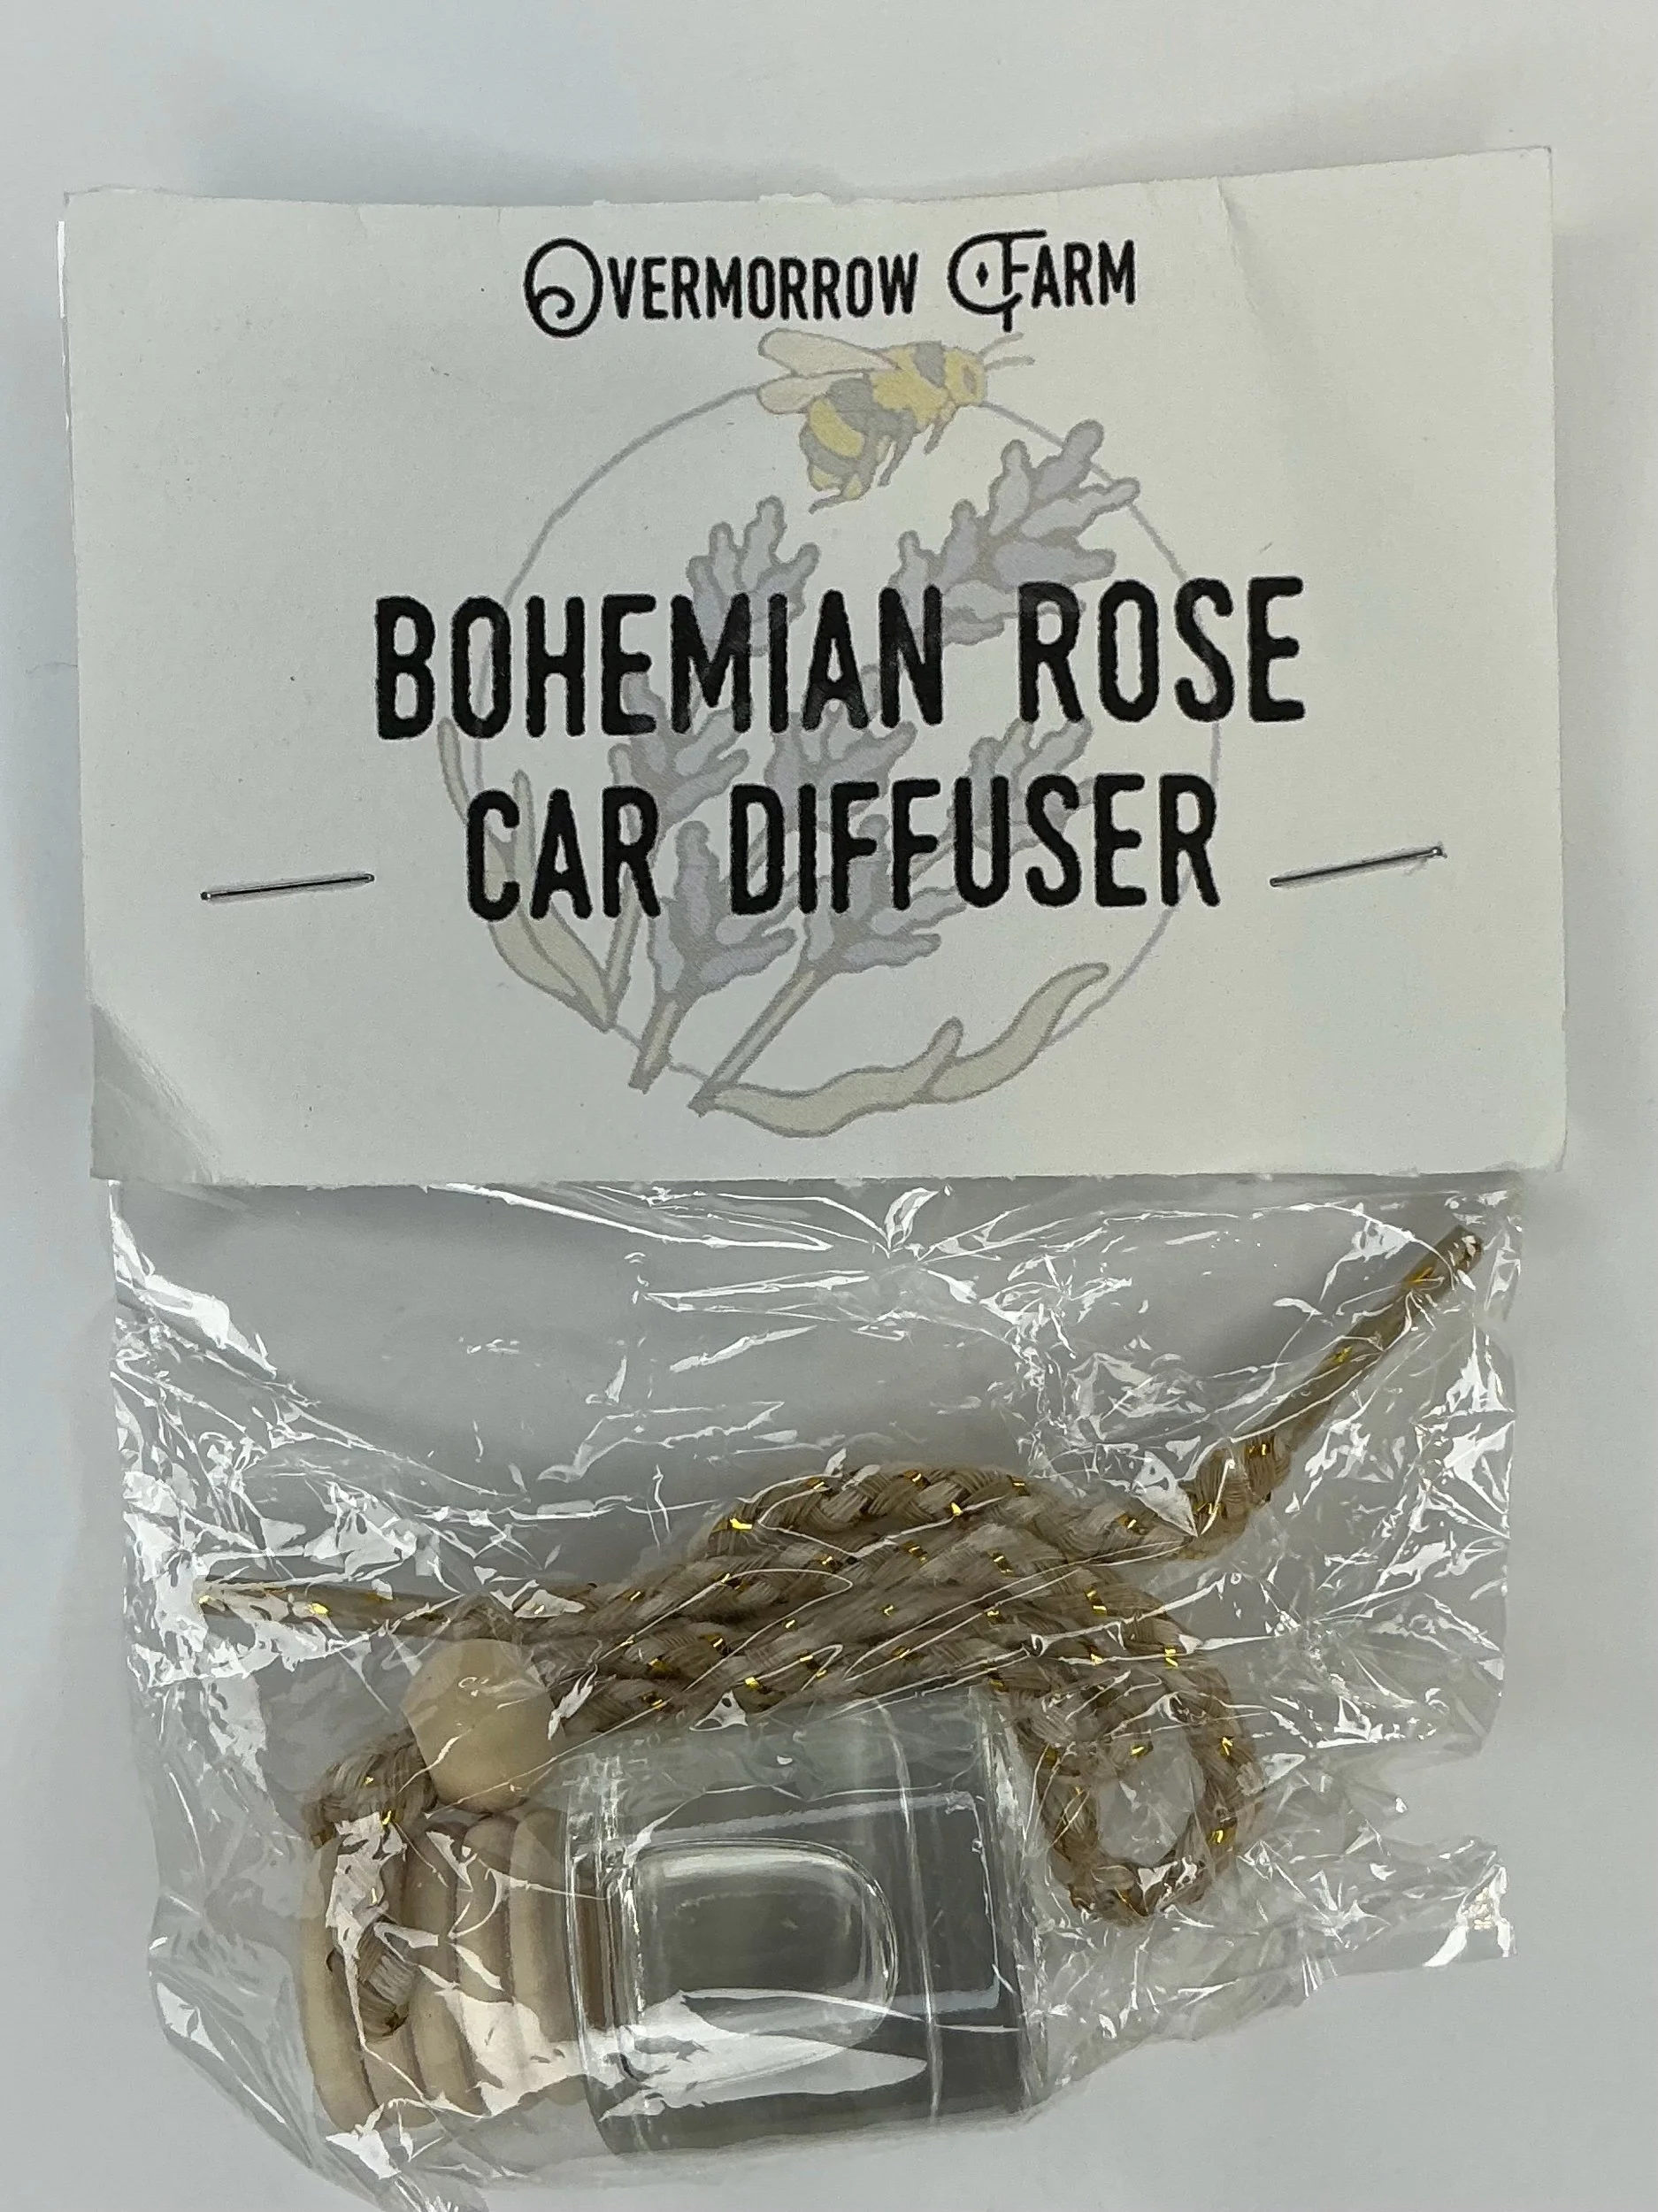 OVERMORROW FARM
BOHEMIAN ROSE
CAR DIFFUSER